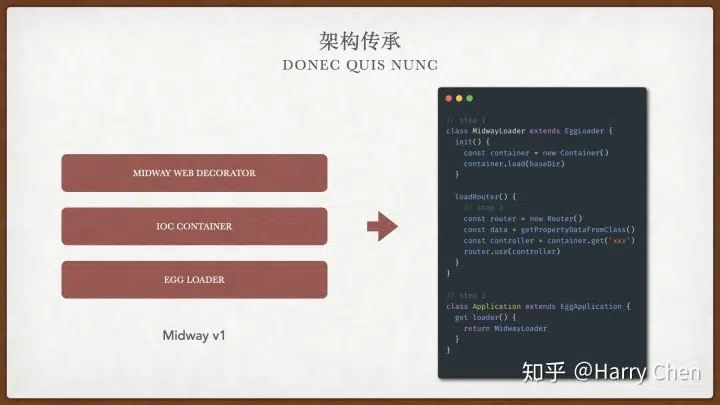 架构传承
DONEC QUIS NUNC
MIDWAY WEB DECORATOR
IOC CONTAINER
EGG LOADER
Midway v1
// step 1
class MidwayLoader extends EggLoader {
init() {
const container = new Container()
container.load(baseDir)
}
loadRouter() {
// step 2
const router = new Router()
const data = getPropertyDataFromClass()
const controller = container.get('xxx')
router.use(controller)
}
}
// step 3
class Application extends EggApplication {
get loader() {
return MidwayLoader
}
}
知乎 @Harry Chen